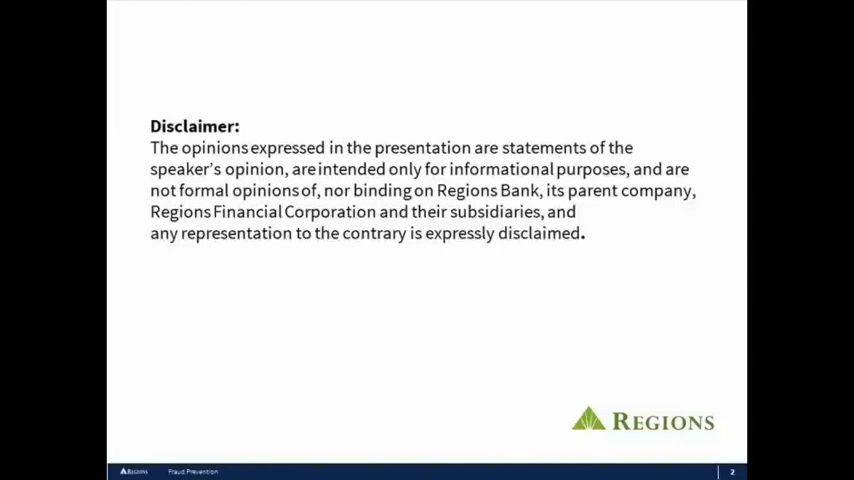 Disclaimer:
The opinions expressed in the presentation are statements of the
speaker's opinion, are intended only for informational purposes, and are
not formal opinions of, nor binding on Regions Bank, its parent company,
Regions Financial Corporation and their subsidiaries, and
any representation to the contrary is expressly disclaimed.
REGIONS
REGIONS Fraud Prevention 2